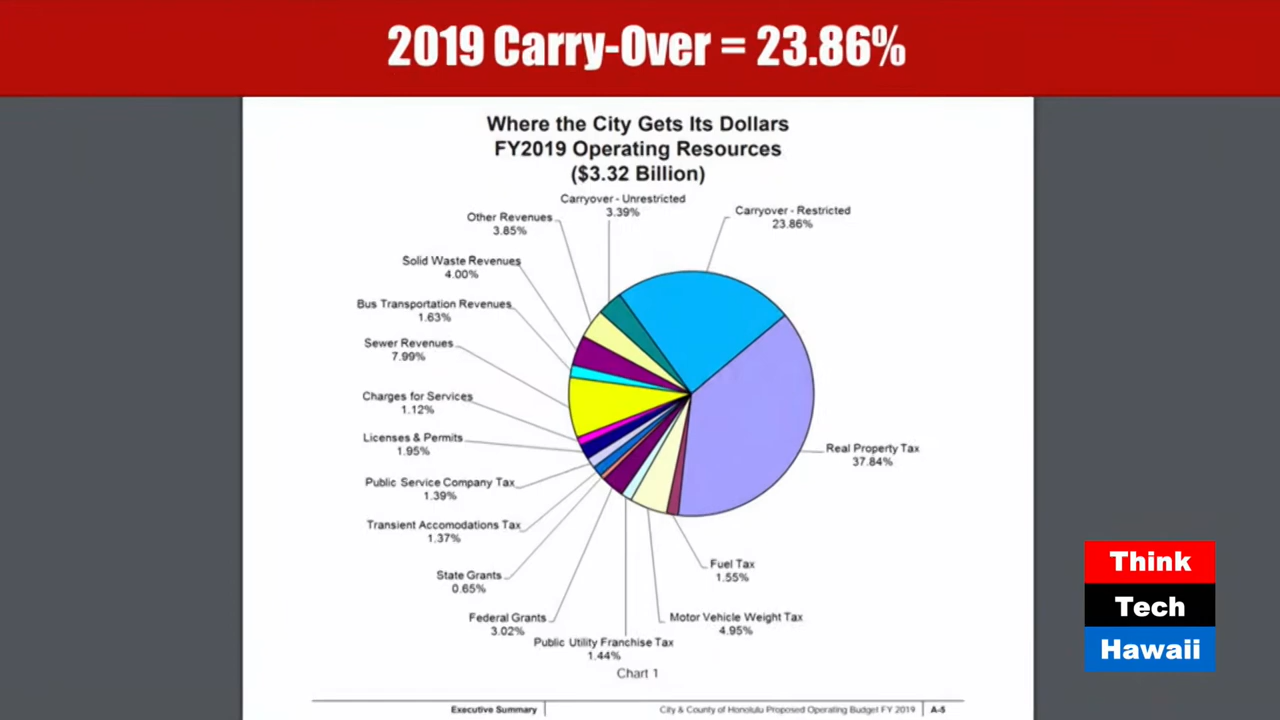 2019 Carry-Over = 23.86%
Where the City Gets Its Dollars
FY2019 Operating Resources
($3.32 Billion)
Carryover - Unrestricted
3.39%
Carryover - Restricted
23.86%
Other Revenues
3.85%
Solid Waste Revenues
4.00%
Bus Transportation Revenues
1.63%
Sewer Revenues
7.99%
Charges for Services
1.12%
Licenses & Permits
1.95%
Real Property Tax
37.84%
Public Service Company Tax
1.39%
Transient Accomodations Tax
1.37%
State Grants
0.65%
Fuel Tax
1.55%
Federal Grants
3.02%
Motor Vehicle Weight Tax
4.95%
Public Utility Franchise Tax
1.44%
Chart 1
Think
Tech
Hawaii
Executive Summary
City & County of Honolulu Proposed Operating Budget FY 2019
A-5